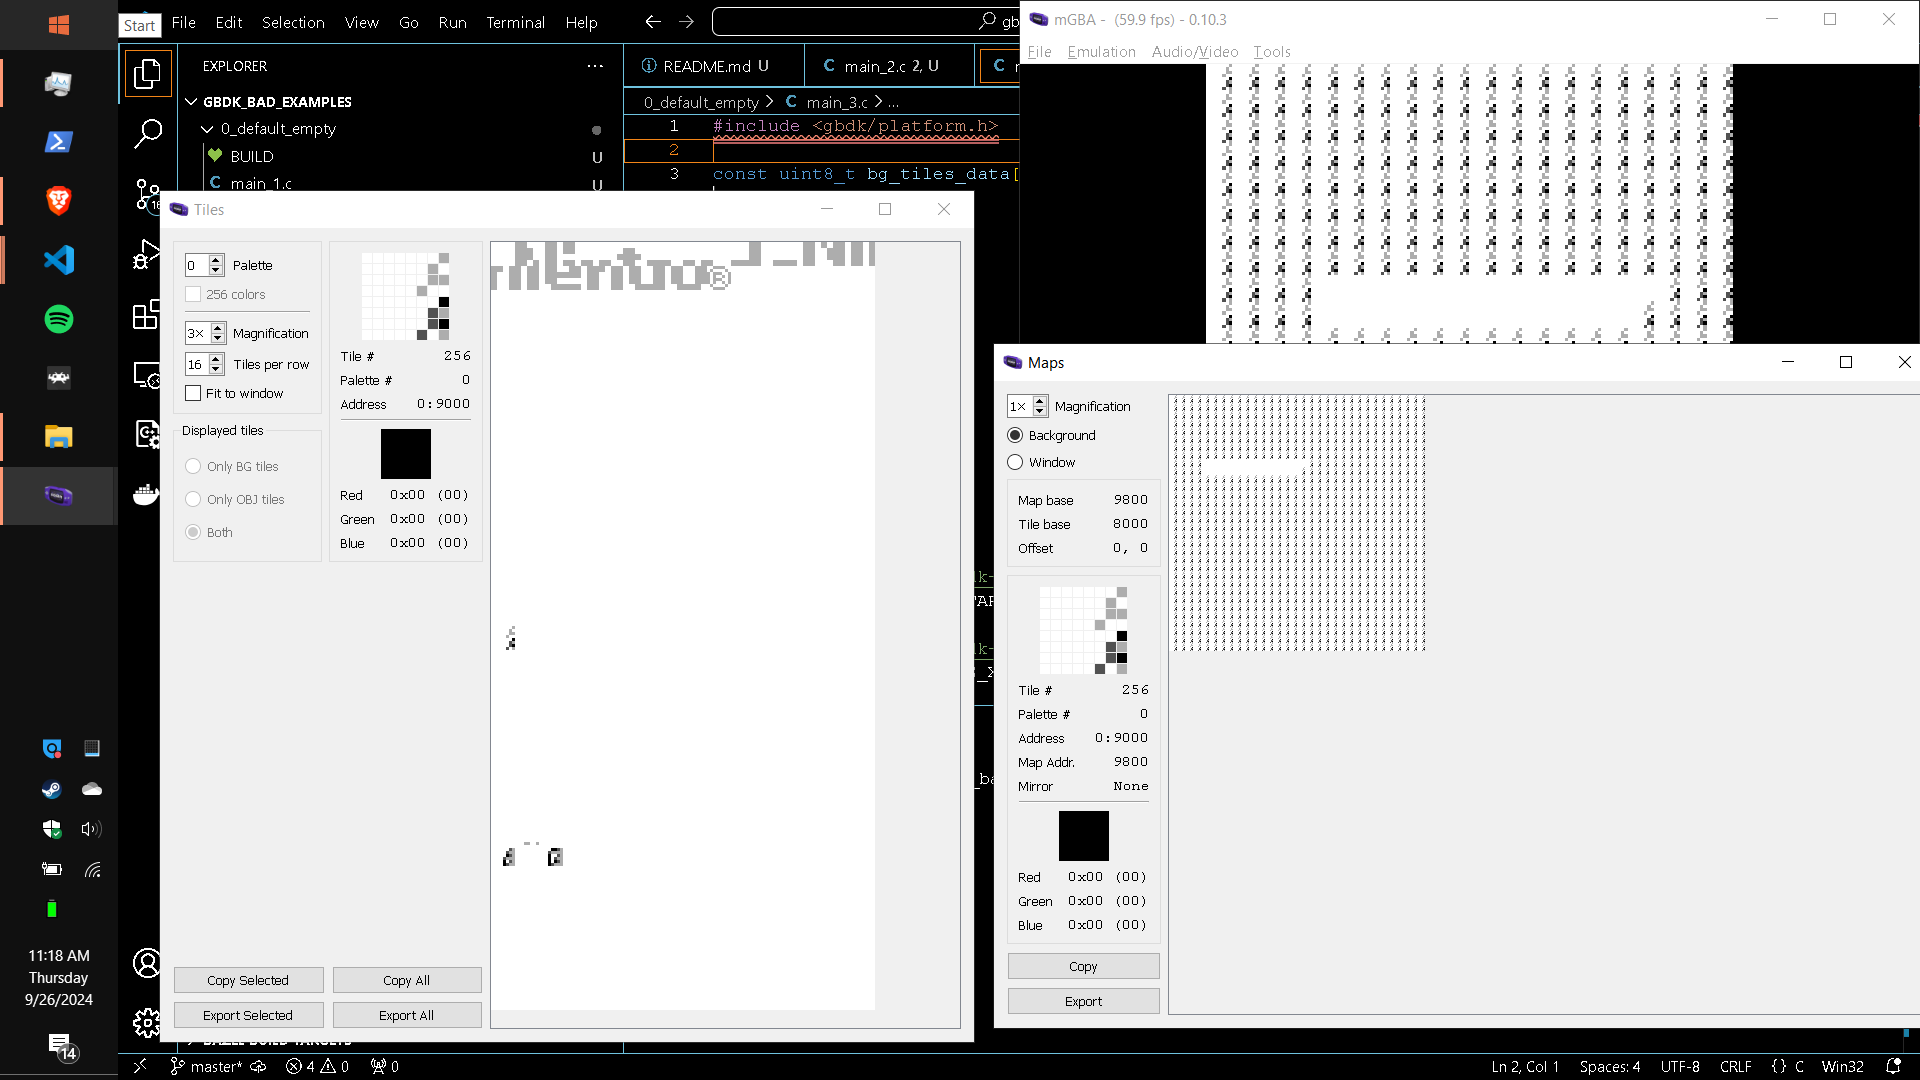 Start
File Edit Selection View Go Run Terminal Help
gb
EXPLORER
GBDK_BAD_EXAMPLES
0_default_empty
BUILD U
main_1.c U
README.md U
main_2.c 2, U
0_default_empty > C main_3.c > ...
1 #include <gbdk/platform.h>
2
3 const uint8_t bg_tiles_data[
mGBA - (59.9 fps) - 0.10.3
File Emulation Audio/Video Tools
Tiles
0 Palette
256 colors
3× Magnification
16 Tiles per row
Fit to window
Displayed tiles
Only BG tiles
Only OBJ tiles
Both
Tile # 256
Palette # 0
Address 0:9000
Red 0x00 (00)
Green 0x00 (00)
Blue 0x00 (00)
®
Copy Selected
Copy All
Export Selected
Export All
Maps
1× Magnification
Background
Window
Map base 9800
Tile base 8000
Offset 0, 0
Tile # 256
Palette # 0
Address 0:9000
Map Addr. 9800
Mirror None
Red 0x00 (00)
Green 0x00 (00)
Blue 0x00 (00)
Copy
Export
11:18 AM
Thursday
9/26/2024
14
BAZEL BUILD TARGETS
master* 4 0 0
Ln 2, Col 1 Spaces: 4 UTF-8 CRLF {} C Win32